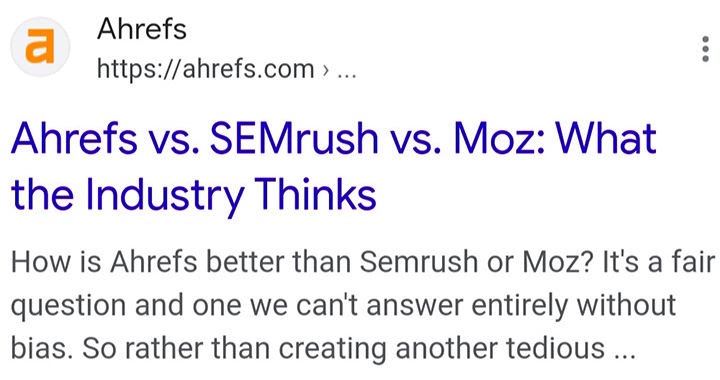 Ahrefs
https://ahrefs.com › ...
Ahrefs vs. SEMrush vs. Moz: What
the Industry Thinks
How is Ahrefs better than Semrush or Moz? It's a fair
question and one we can't answer entirely without
bias. So rather than creating another tedious ...